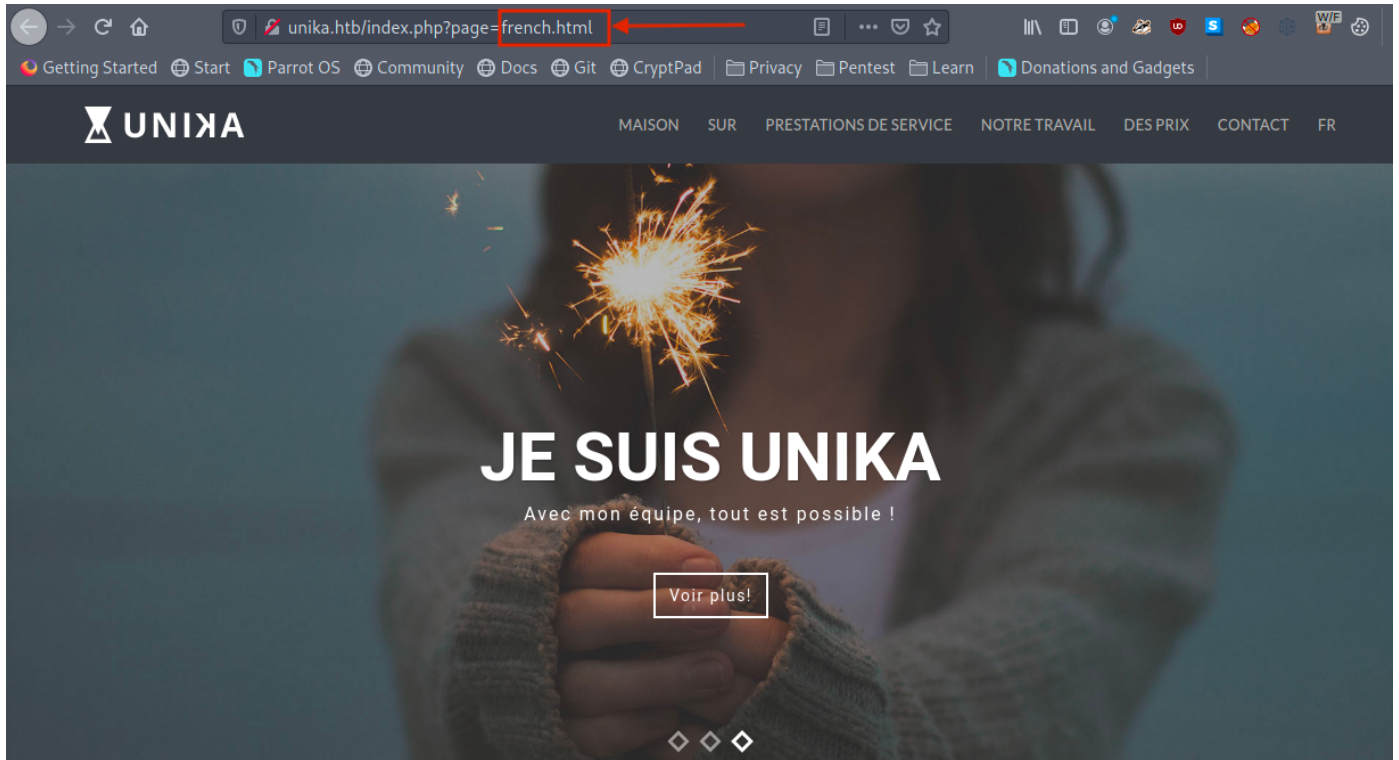 unika.htb/index.php?page=french.html
Getting Started Start Parrot OS Community Docs Git CryptPad Privacy Pentest Learn Donations and Gadgets
UNIKA
MAISON SUR PRESTATIONS DE SERVICE NOTRE TRAVAIL DES PRIX CONTACT FR
JE SUIS UNIKA
Avec mon équipe, tout est possible !
Voir plus!